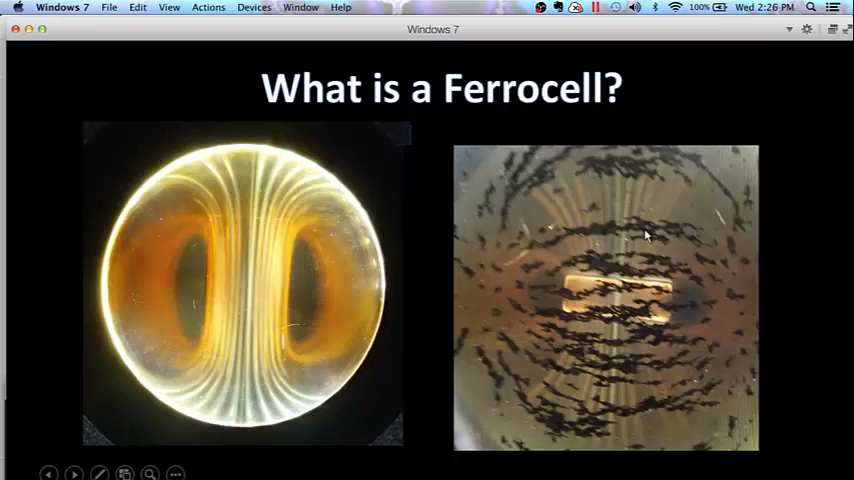 Windows 7 File Edit View Actions Devices Window Help 100% Wed 2:26 PM
Windows 7
What is a Ferrocell?